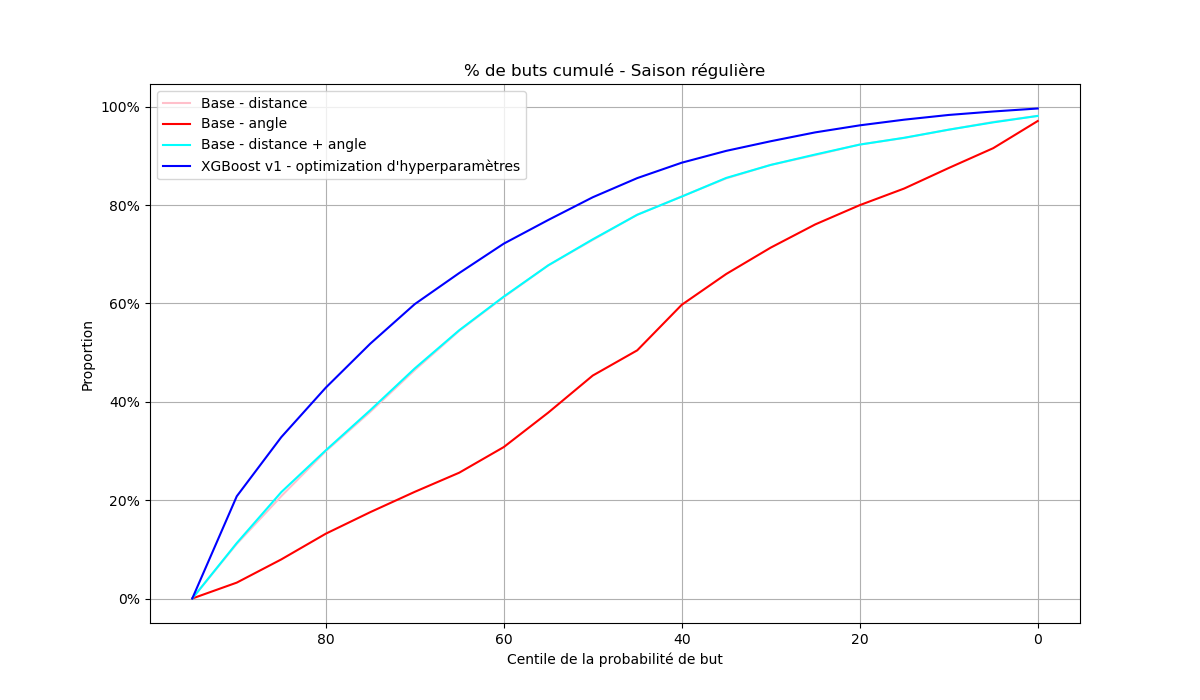 % de buts cumulé - Saison régulière
Base - distance
Base - angle
Base - distance + angle
XGBoost v1 - optimization d'hyperparamètres
100%
80%
60%
40%
20%
0%
Proportion
80 60 40 20 0
Centile de la probabilité de but